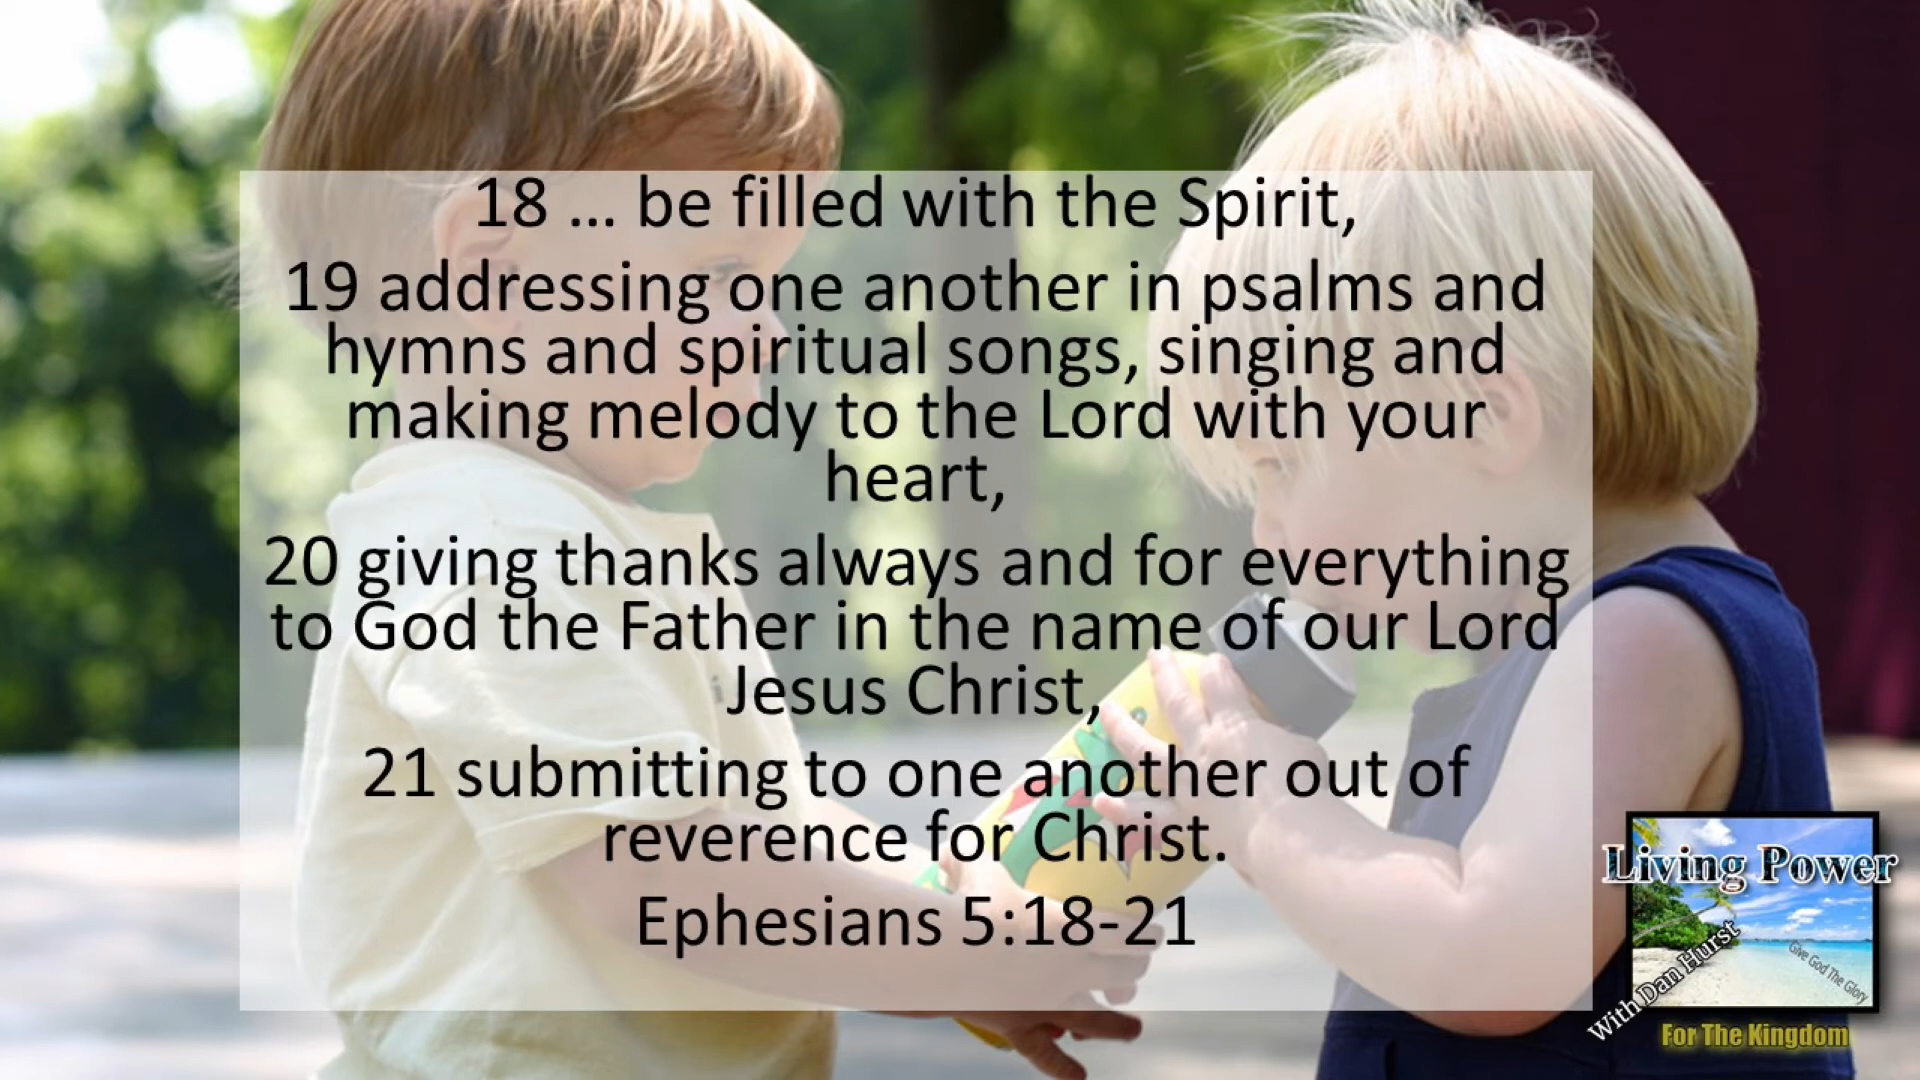 18 ... be filled with the Spirit,
19 addressing one another in psalms and
hymns and spiritual songs, singing and
making melody to the Lord with your
heart,
20 giving thanks always and for everything
to God the Father in the name of our Lord
Jesus Christ,
21 submitting to one another out of
reverence for Christ.
Ephesians 5:18-21
Living Power
With Dan Hurst
Give God The Glory
For The Kingdom